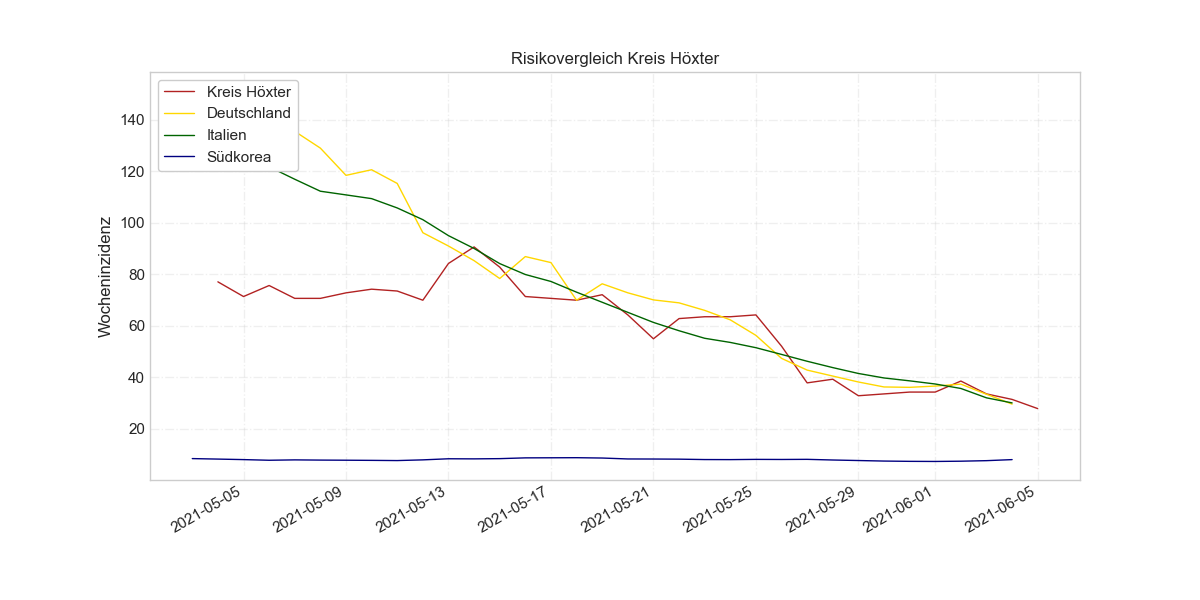 Risikovergleich Kreis Höxter
Kreis Höxter
Deutschland
Italien
Südkorea
Wocheninzidenz
140
120
100
80
60
40
20
2021-05-05
2021-05-09
2021-05-13
2021-05-17
2021-05-21
2021-05-25
2021-05-29
2021-06-01
2021-06-05